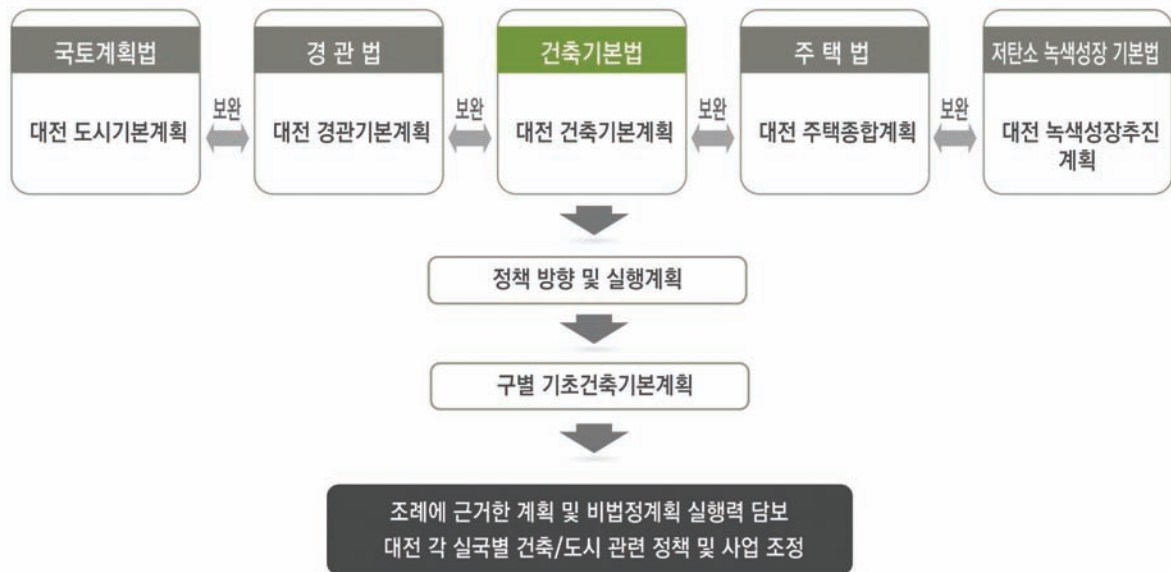 국토계획법
대전 도시기본계획
보완
경 관 법
대전 경관기본계획
보완
건축기본법
대전 건축기본계획
보완
주 택 법
대전 주택종합계획
보완
저탄소 녹색성장 기본법
대전 녹색성장추진
계획
정책 방향 및 실행계획
구별 기초건축기본계획
조례에 근거한 계획 및 비법정계획 실행력 담보
대전 각 실국별 건축/도시 관련 정책 및 사업 조정